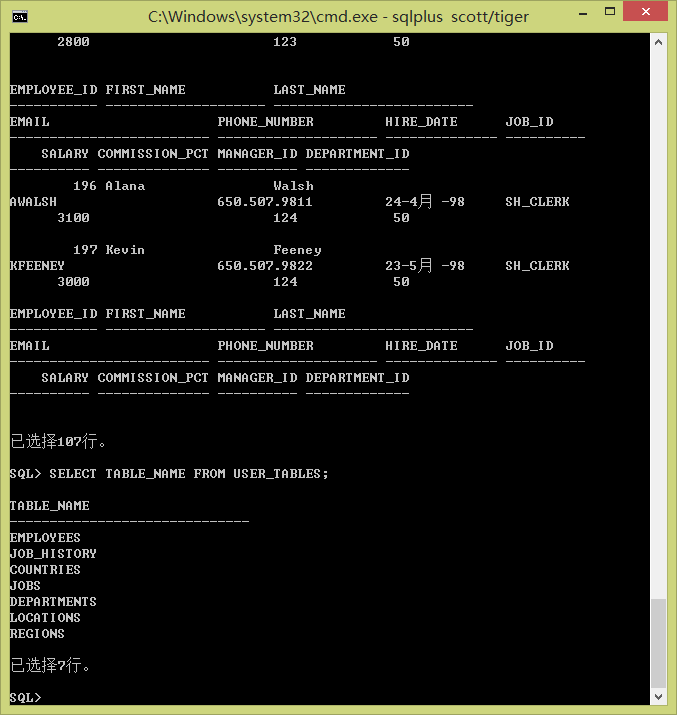 C:\Windows\system32\cmd.exe - sqlplus scott/tiger
2800 123 50
EMPLOYEE_ID FIRST_NAME LAST_NAME
----------- -------------------- -------------------------
EMAIL PHONE_NUMBER HIRE_DATE JOB_ID
------------------------- -------------------- -------------- ----------
SALARY COMMISSION_PCT MANAGER_ID DEPARTMENT_ID
---------- -------------- ---------- -------------
196 Alana Walsh
AWALSH 650.507.9811 24-4月 -98 SH_CLERK
3100 124 50
197 Kevin Feeney
KFEENEY 650.507.9822 23-5月 -98 SH_CLERK
3000 124 50
EMPLOYEE_ID FIRST_NAME LAST_NAME
----------- -------------------- -------------------------
EMAIL PHONE_NUMBER HIRE_DATE JOB_ID
------------------------- -------------------- -------------- ----------
SALARY COMMISSION_PCT MANAGER_ID DEPARTMENT_ID
---------- -------------- ---------- -------------
已选择107行。
SQL> SELECT TABLE_NAME FROM USER_TABLES;
TABLE_NAME
------------------------------
EMPLOYEES
JOB_HISTORY
COUNTRIES
JOBS
DEPARTMENTS
LOCATIONS
REGIONS
已选择7行。
SQL>